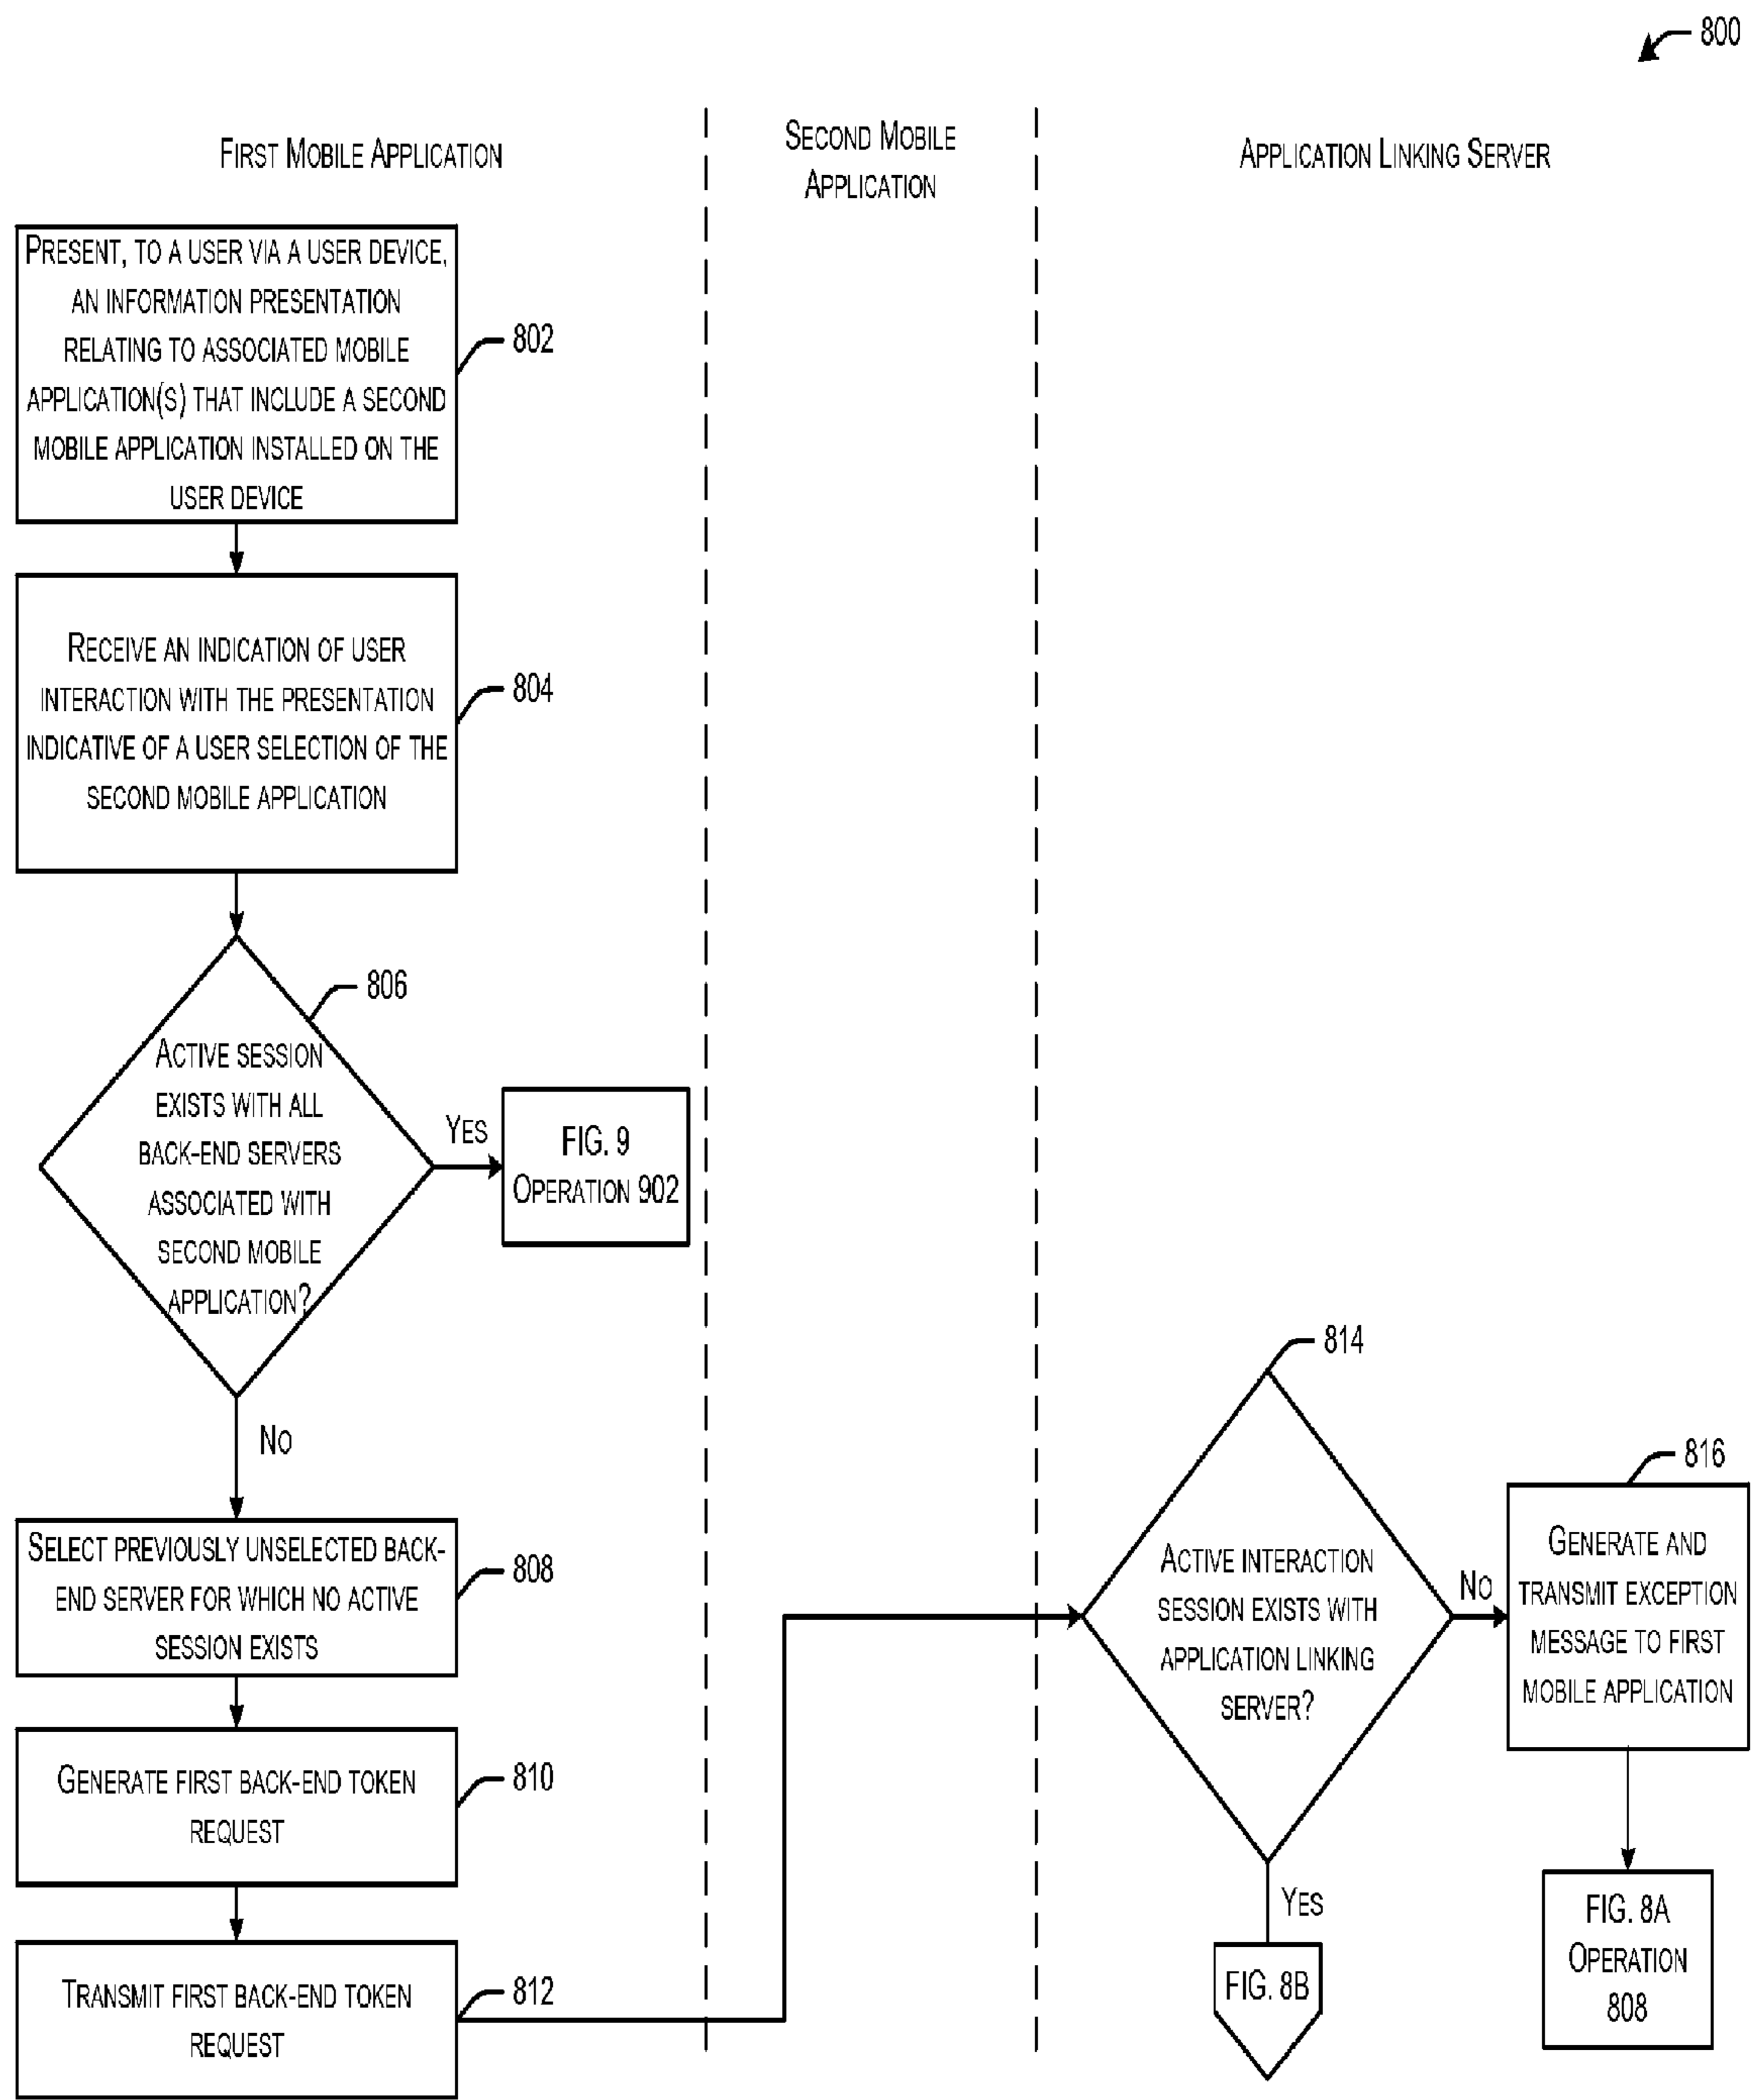 800
FIRST MOBILE APPLICATION
SECOND MOBILE
APPLICATION
APPLICATION LINKING SERVER
PRESENT, TO A USER VIA A USER DEVICE,
AN INFORMATION PRESENTATION
RELATING TO ASSOCIATED MOBILE
APPLICATION(S) THAT INCLUDE A SECOND
MOBILE APPLICATION INSTALLED ON THE
USER DEVICE
802
RECEIVE AN INDICATION OF USER
INTERACTION WITH THE PRESENTATION
INDICATIVE OF A USER SELECTION OF THE
SECOND MOBILE APPLICATION
804
806
ACTIVE SESSION
EXISTS WITH ALL
BACK-END SERVERS
ASSOCIATED WITH
SECOND MOBILE
APPLICATION?
YES
FIG. 9
OPERATION 902
NO
SELECT PREVIOUSLY UNSELECTED BACK-
END SERVER FOR WHICH NO ACTIVE
SESSION EXISTS
808
GENERATE FIRST BACK-END TOKEN
REQUEST
810
TRANSMIT FIRST BACK-END TOKEN
REQUEST
812
814
ACTIVE INTERACTION
SESSION EXISTS WITH
APPLICATION LINKING
SERVER?
NO
816
GENERATE AND
TRANSMIT EXCEPTION
MESSAGE TO FIRST
MOBILE APPLICATION
YES
FIG. 8B
FIG. 8A
OPERATION
808